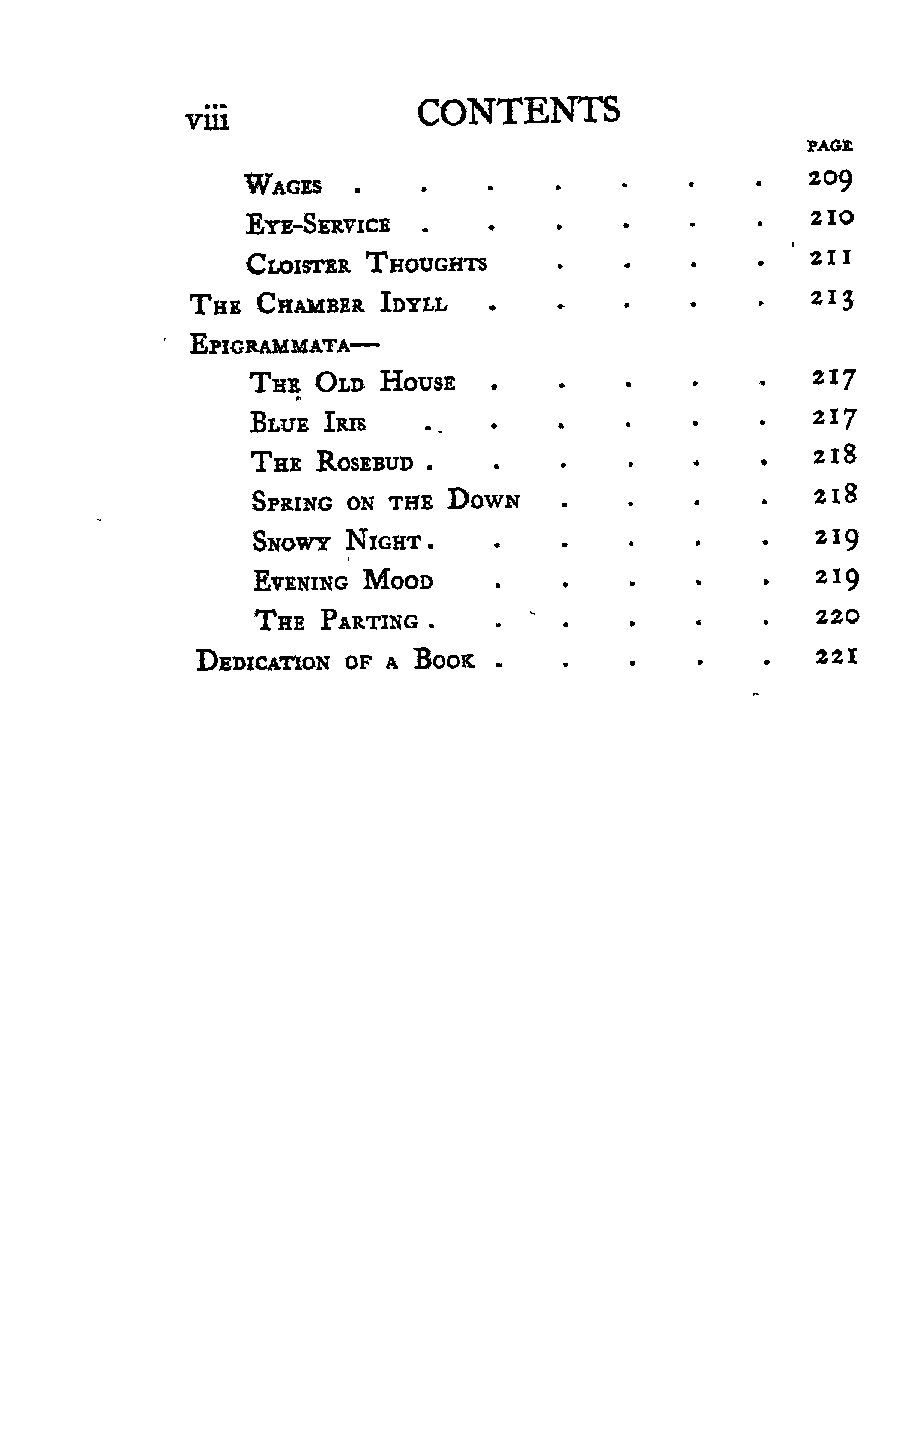 viii CONTENTS
PAGE
Wages . . . . . . . 209
Eye-Service . . . . . . 210
Cloister Thoughts . . . . 211
The Chamber Idyll . . . . . 213
Epigrammata—
The Old House . . . . . 217
Blue Iris . . . . . . 217
The Rosebud . . . . . . 218
Spring on the Down . . . . 218
Snowy Night . . . . . . 219
Evening Mood . . . . . 219
The Parting . . . . . . 220
Dedication of a Book . . . . . 221